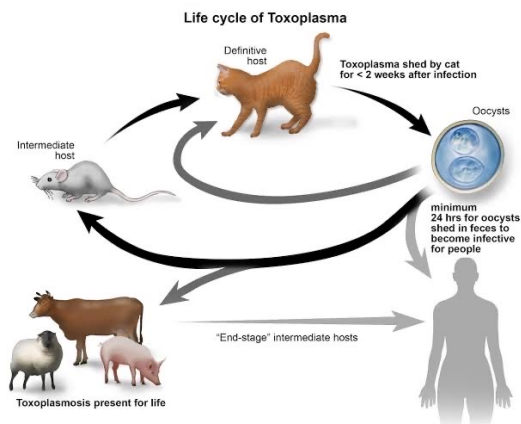 Life cycle of Toxoplasma
Definitive
host
Toxoplasma shed by cat
for < 2 weeks after infection
Oocysts
Intermediate
host
minimum
24 hrs for oocysts
shed in feces to
become infective
for people
"End-stage" intermediate hosts
Toxoplasmosis present for life